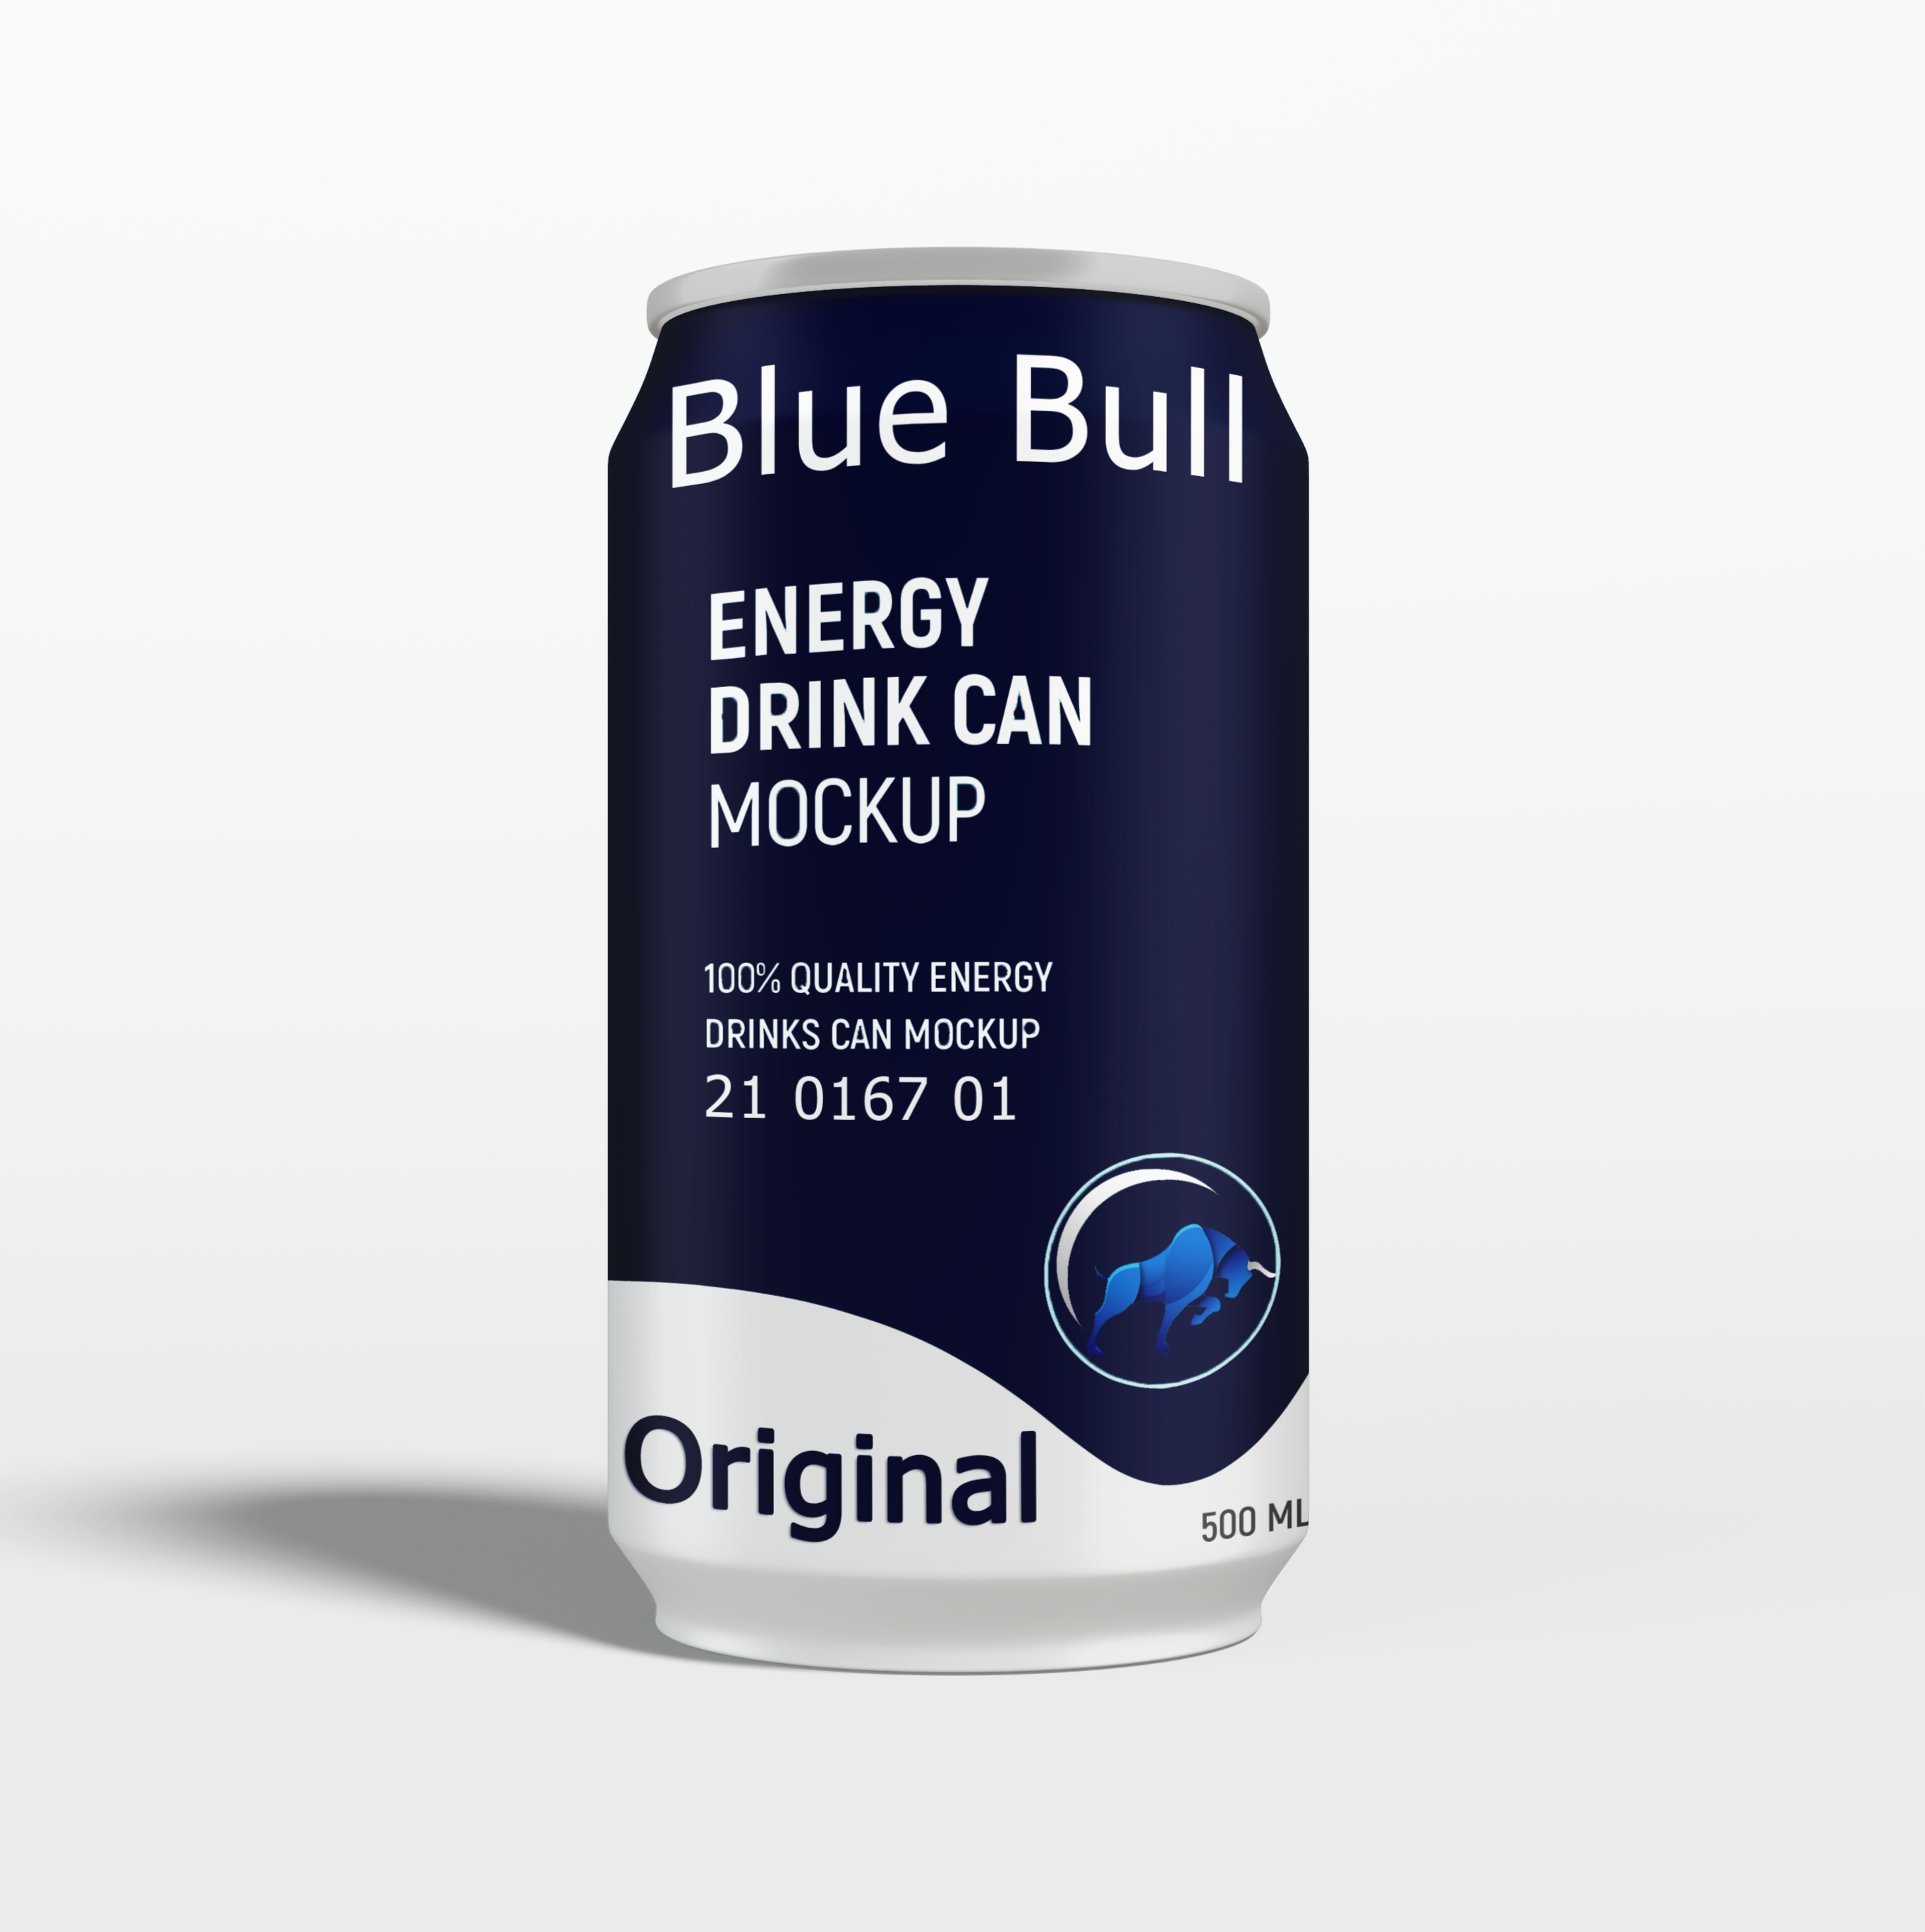 Blue Bull
ENERGY
DRINK CAN
MOCKUP
100% QUALITY ENERGY
DRINKS CAN MOCKUP
21 0167 01
Original
500 ML